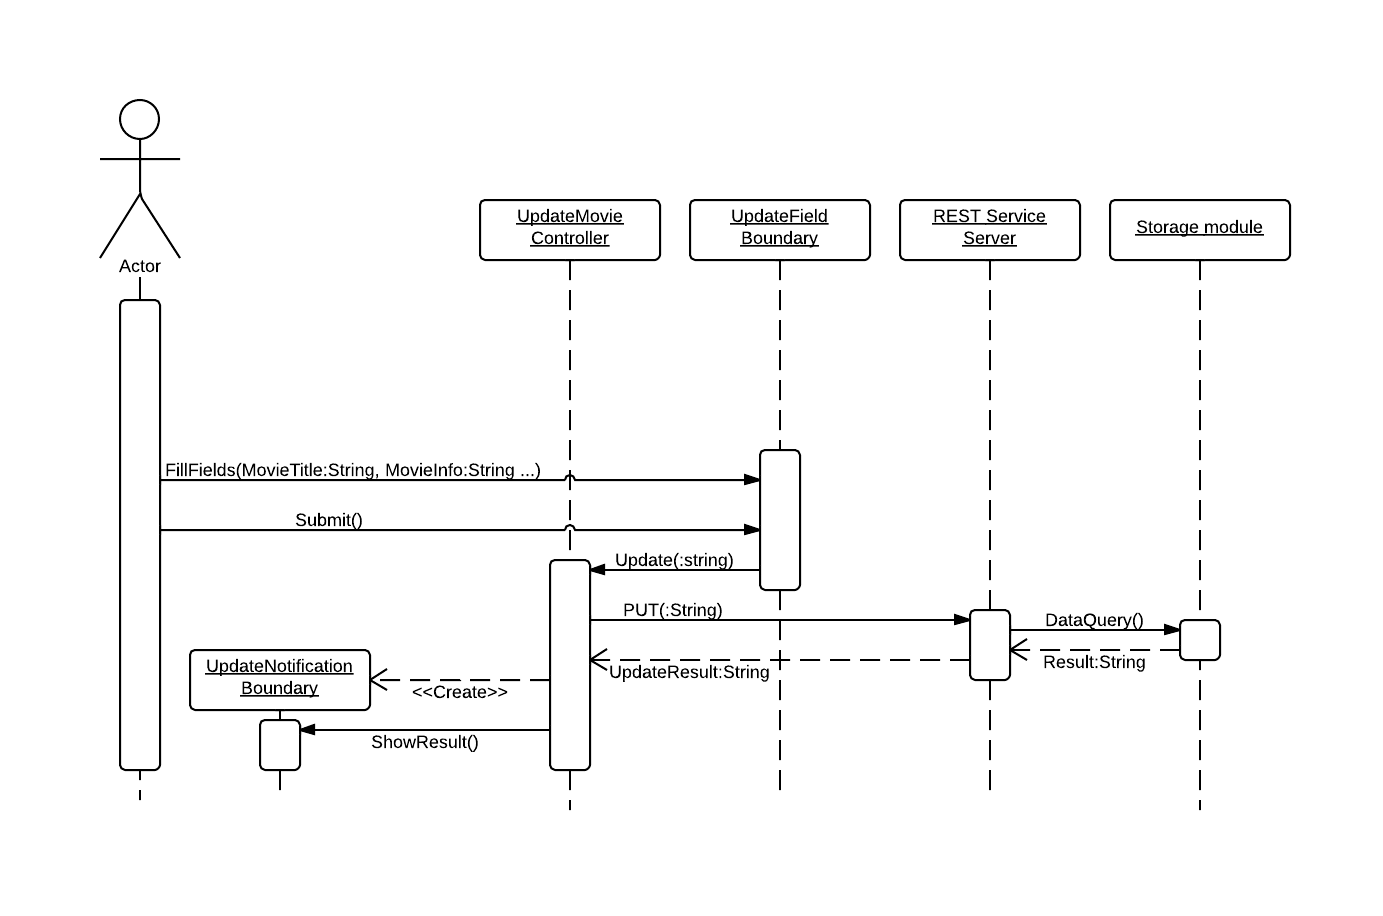 Actor
UpdateMovie
Controller
UpdateField
Boundary
REST Service
Server
Storage module
FillFields(MovieTitle:String, MovieInfo:String ...)
Submit()
Update(:string)
PUT(:String)
DataQuery()
Result:String
UpdateResult:String
UpdateNotification
Boundary
<<Create>>
ShowResult()